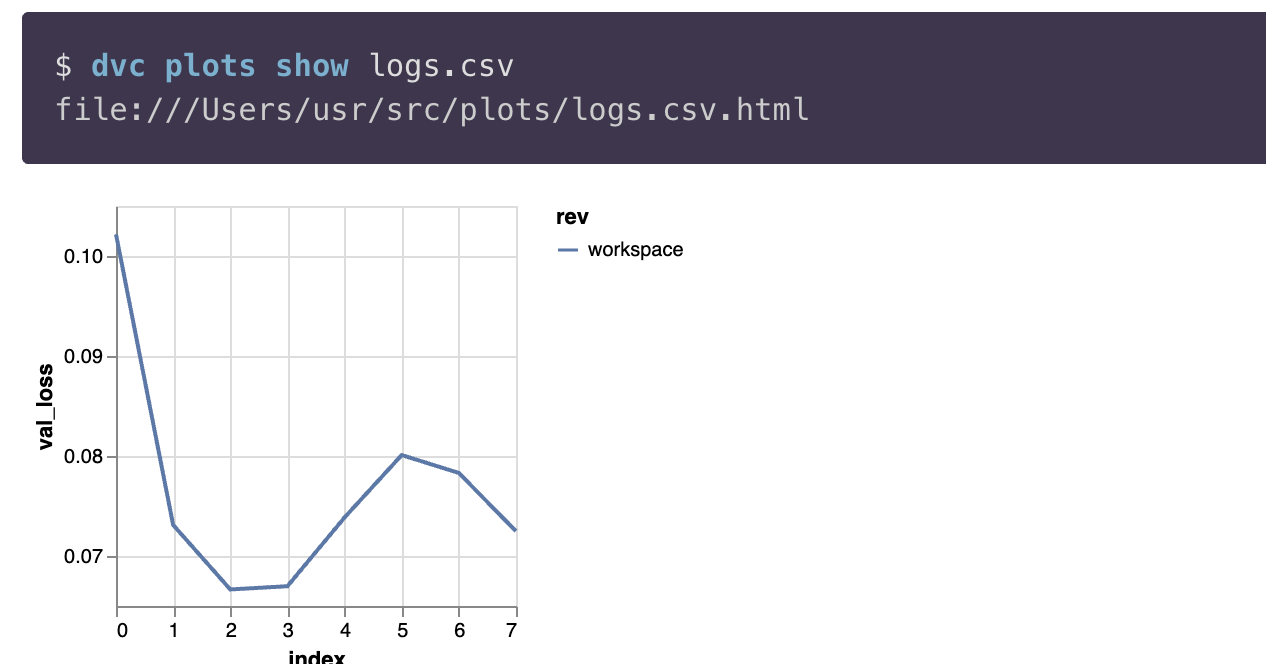 $ dvc plots show logs.csv
file:///Users/usr/src/plots/logs.csv.html
rev
workspace
0.10
0.09
0.08
0.07
val_loss
0 1 2 3 4 5 6 7
index